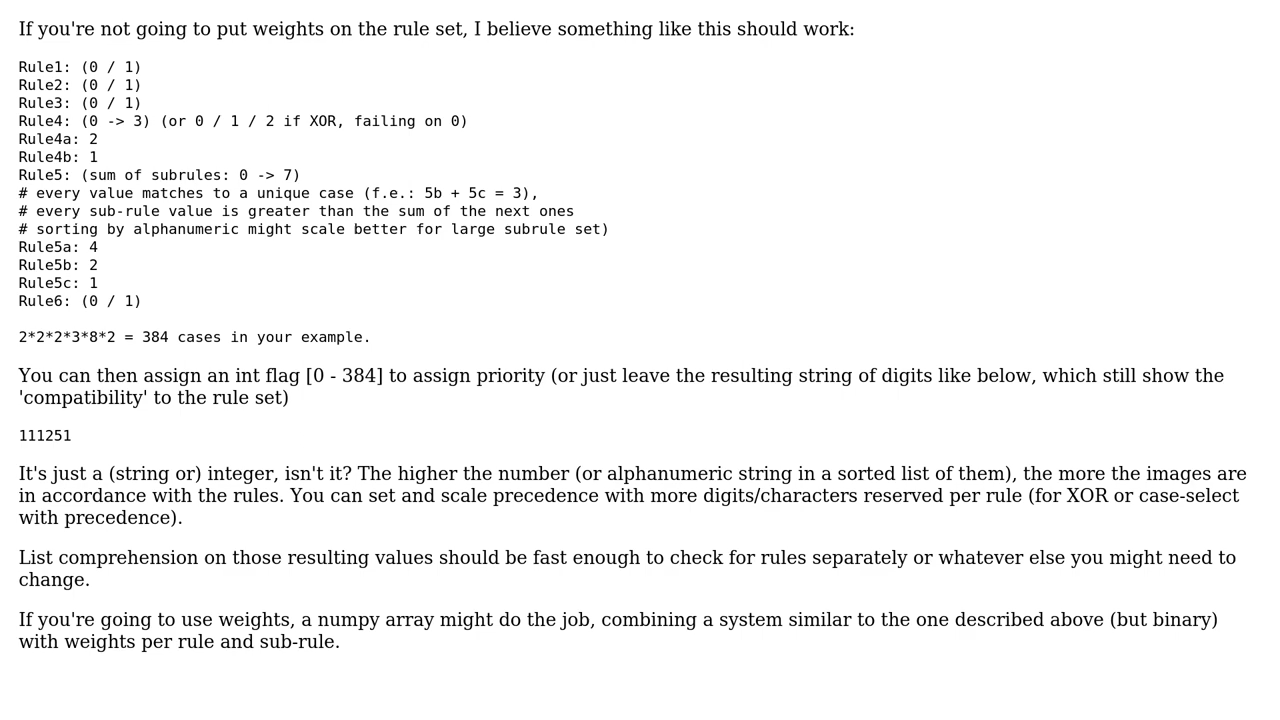 If you're not going to put weights on the rule set, I believe something like this should work:
Rule1: (0 / 1)
Rule2: (0 / 1)
Rule3: (0 / 1)
Rule4: (0 -> 3) (or 0 / 1 / 2 if XOR, failing on 0)
Rule4a: 2
Rule4b: 1
Rule5: (sum of subrules: 0 -> 7)
# every value matches to a unique case (f.e.: 5b + 5c = 3),
# every sub-rule value is greater than the sum of the next ones
# sorting by alphanumeric might scale better for large subrule set)
Rule5a: 4
Rule5b: 2
Rule5c: 1
Rule6: (0 / 1)
2*2*2*3*8*2 = 384 cases in your example.
You can then assign an int flag [0 - 384] to assign priority (or just leave the resulting string of digits like below, which still show the
'compatibility' to the rule set)
111251
It's just a (string or) integer, isn't it? The higher the number (or alphanumeric string in a sorted list of them), the more the images are
in accordance with the rules. You can set and scale precedence with more digits/characters reserved per rule (for XOR or case-select
with precedence).
List comprehension on those resulting values should be fast enough to check for rules separately or whatever else you might need to
change.
If you're going to use weights, a numpy array might do the job, combining a system similar to the one described above (but binary)
with weights per rule and sub-rule.